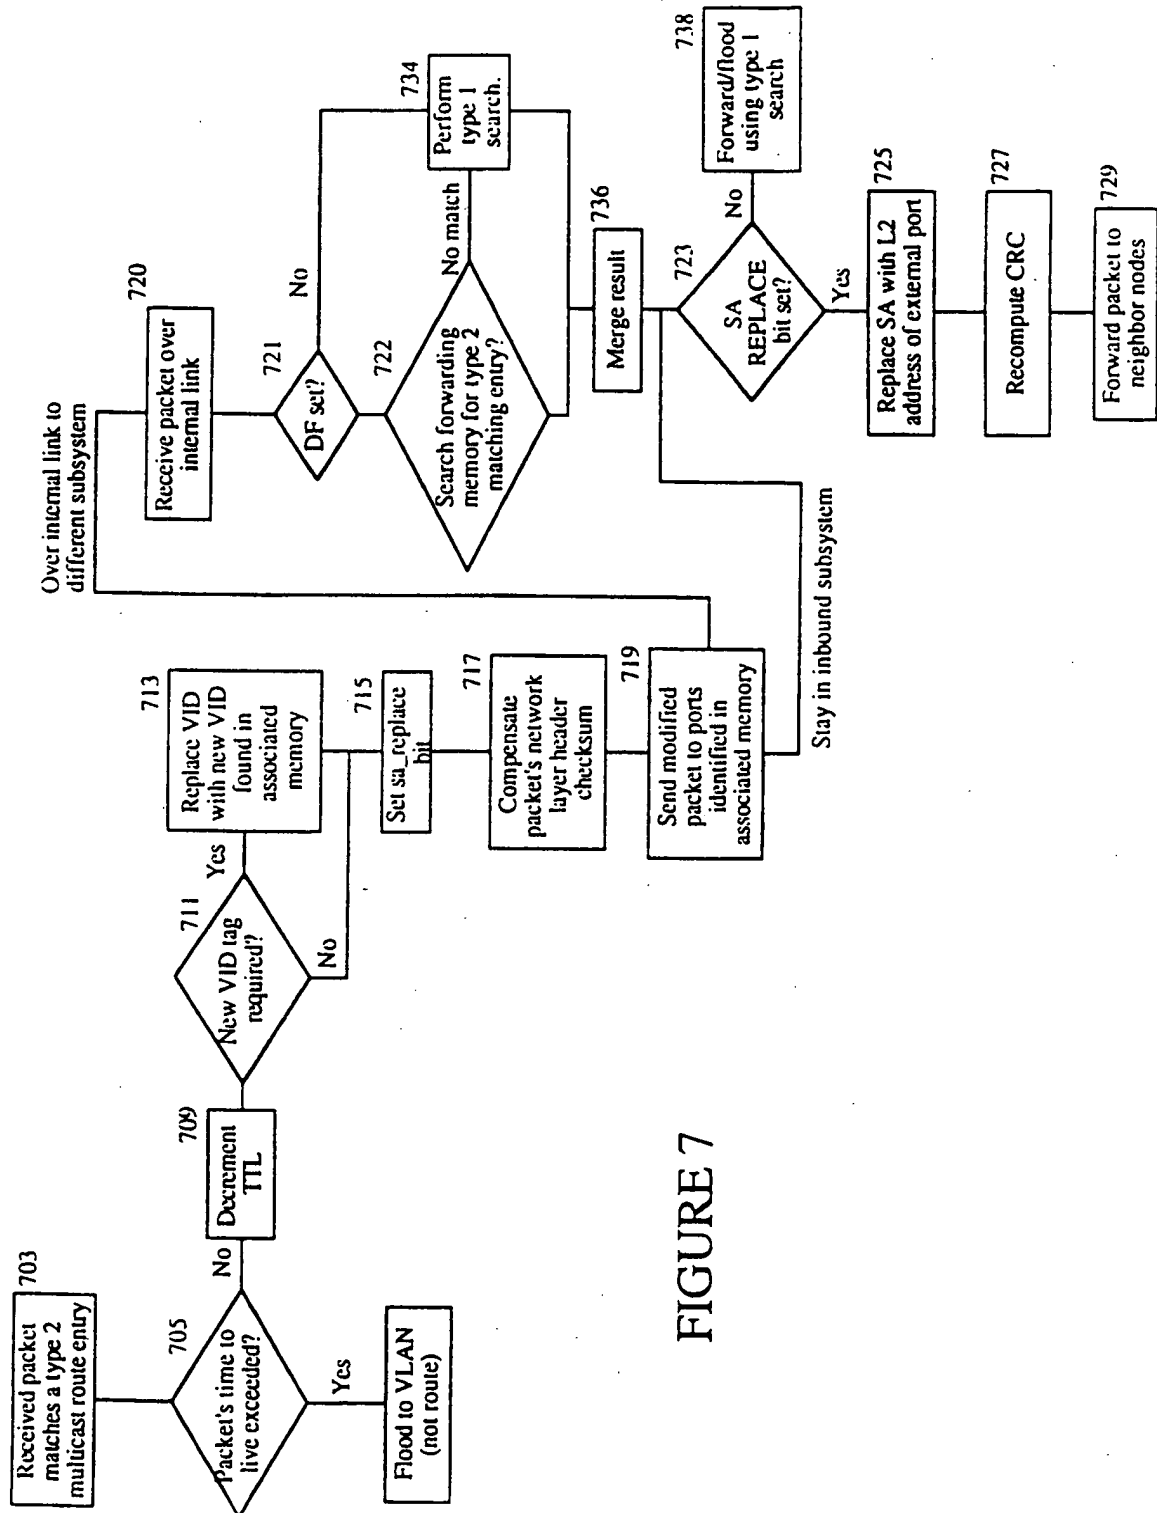 703
Received packet
matches a type 2
multicast route entry
705
Packet's time to
live exceeded?
No
Yes
Flood to VLAN
(not route)
709
Decrement
TTL
711
New VID tag
required?
Yes
No
713
Replace VID
with new VID
found in
associated
memory
715
Set sa_replace
bit
717
Compensate
packet's network
layer header
checksum
719
Send modified
packet to ports
identified in
associated memory
Stay in inbound subsystem
Over internal link to
different subsystem
720
Receive packet over
internal link
721
DF set?
No
722
Search forwarding
memory for type 2
matching entry?
No match
734
Perform
type 1
search.
736
Merge result
723
SA
REPLACE
bit set?
No
738
Forward/flood
using type 1
search
Yes
725
Replace SA with L2
address of external port
727
Recompute CRC
729
Forward packet to
neighbor nodes
FIGURE 7